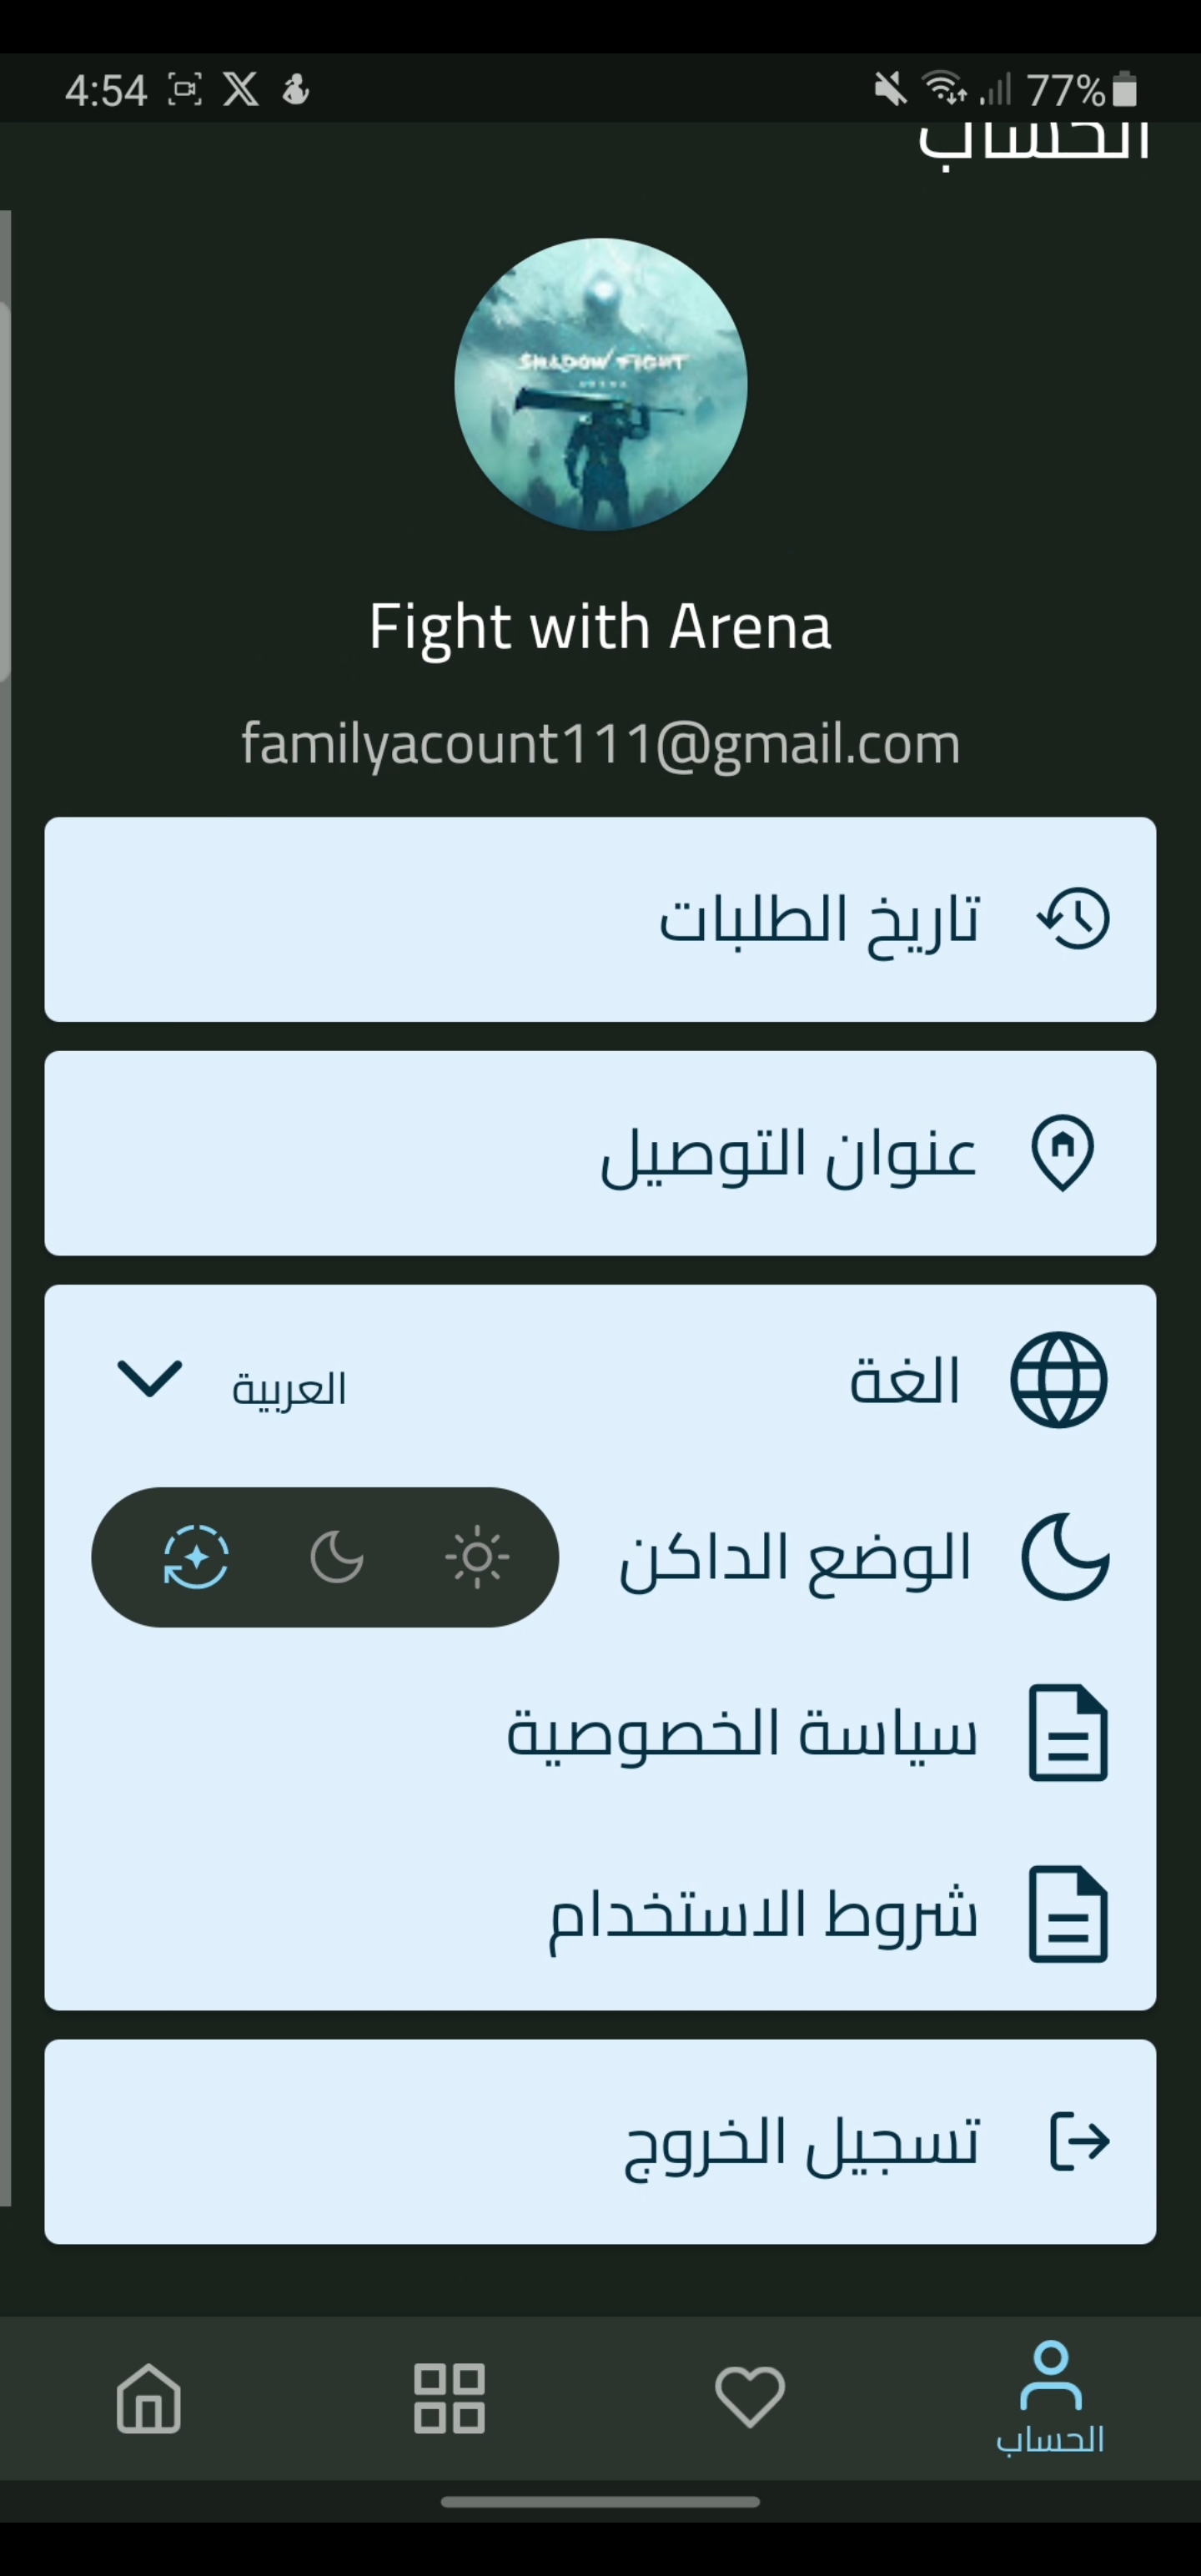 4:54
77%
الحساب
SHADOW FIGHT
ARENA
Fight with Arena
familyacount111@gmail.com
تاريخ الطلبات
عنوان التوصيل
الغة
العربية
الوضع الداكن
سياسة الخصوصية
شروط الاستخدام
تسجيل الخروج
الحساب